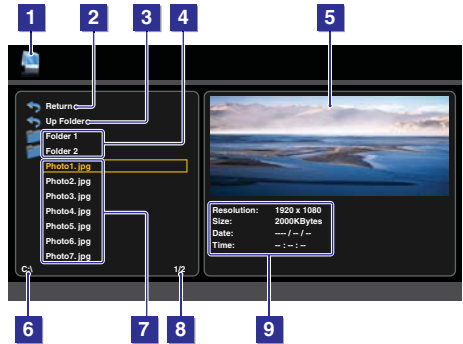 1 2 3 4 5
Return
Up Folder
Folder 1
Folder 2
Photo1. jpg
Photo2. jpg
Photo3. jpg
Photo4. jpg
Photo5. jpg
Photo6. jpg
Photo7. jpg
C:\ 1/2
Resolution: 1920 x 1080
Size: 2000KBytes
Date: ---- / -- / --
Time: -- : -- : --
6 7 8 9